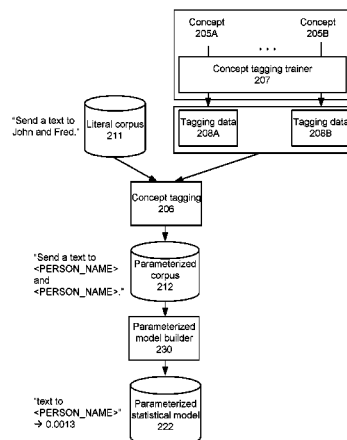 Concept
205A
Concept
205B
. . .
Concept tagging trainer
207
"Send a text to
John and Fred."
Literal corpus
211
Tagging data
208A
Tagging data
208B
Concept tagging
206
"Send a text to
<PERSON_NAME>
and
<PERSON_NAME>."
Parameterized
corpus
212
Parameterized
model builder
230
"text to
<PERSON_NAME>"
→ 0.0013
Parameterized
statistical model
222